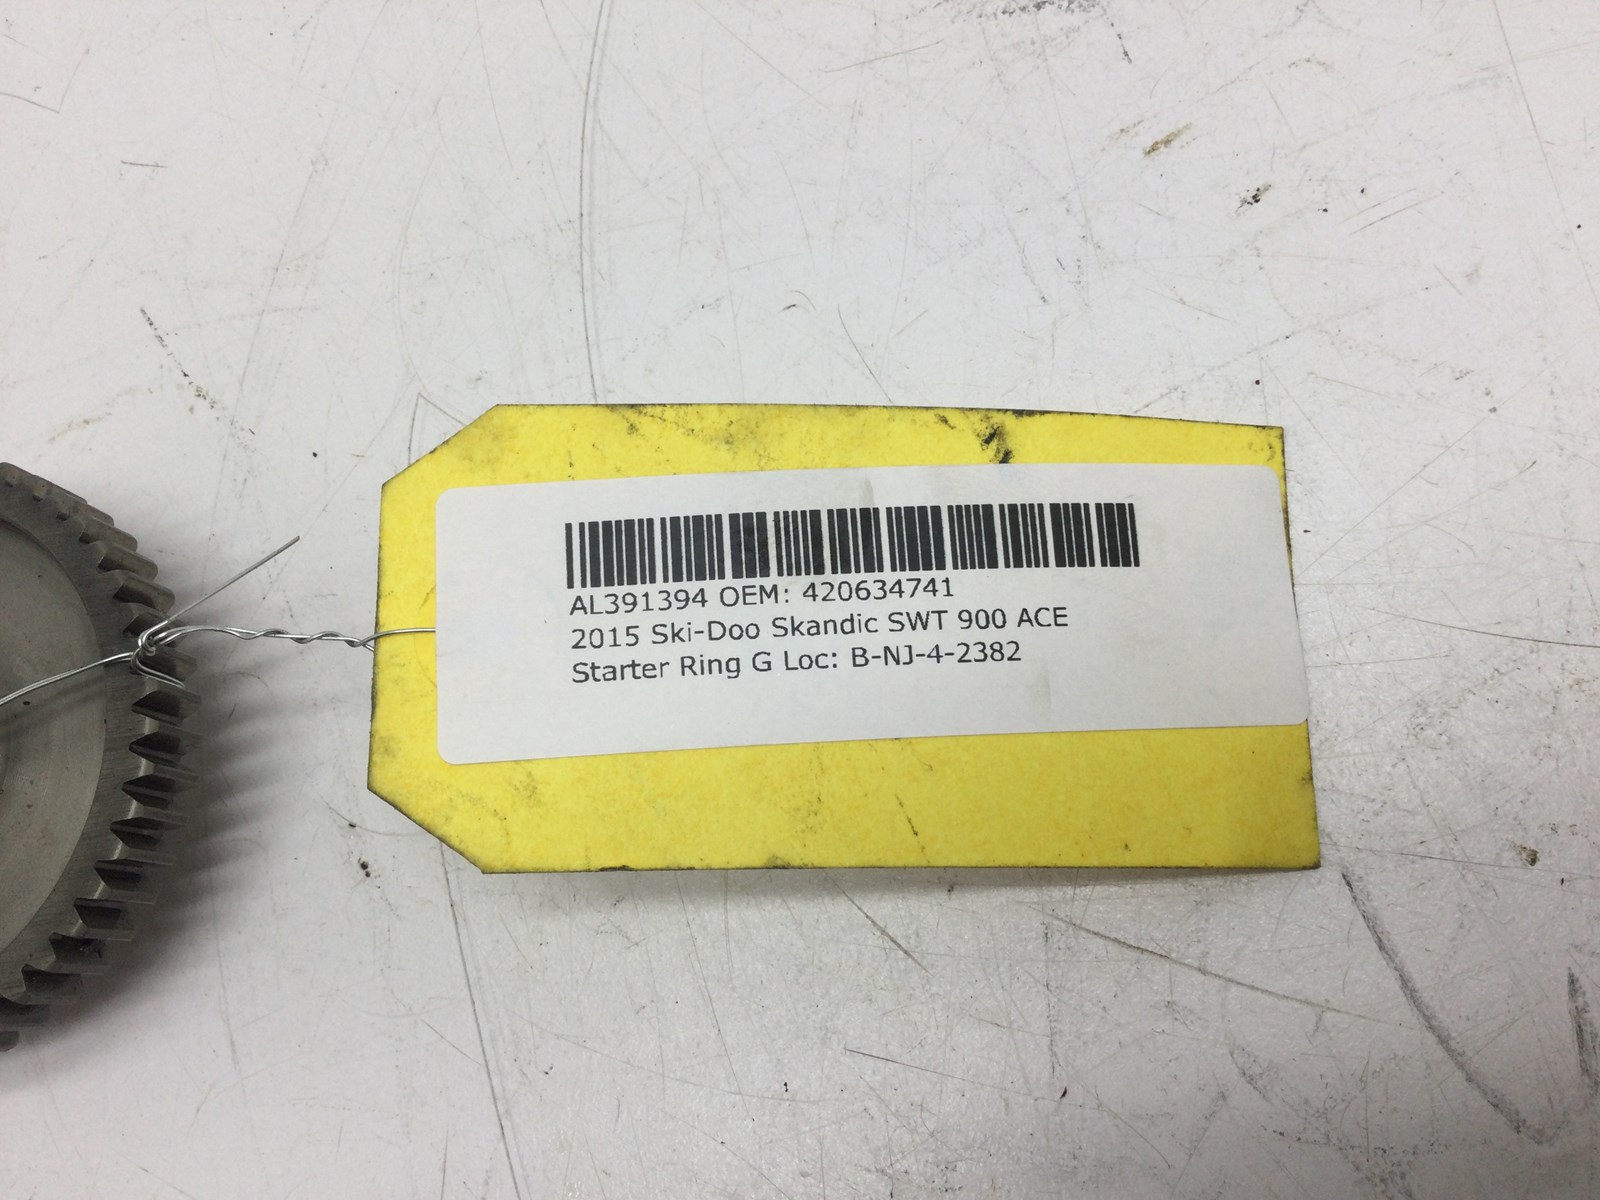 AL391394 OEM: 420634741
2015 Ski-Doo Skandic SWT 900 ACE
Starter Ring G Loc: B-NJ-4-2382